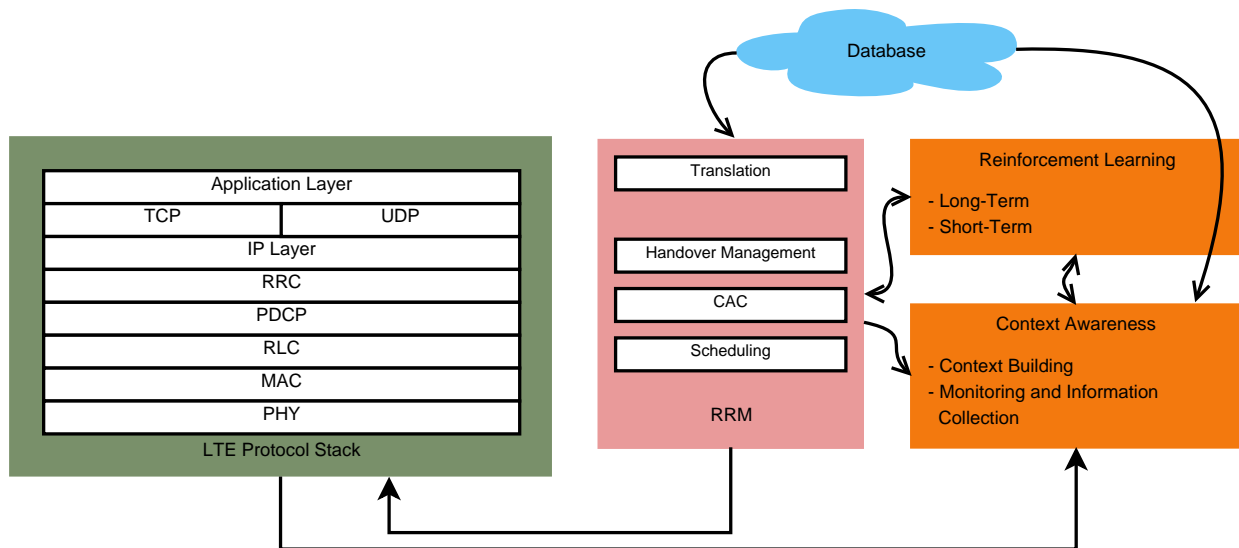 Database
Application Layer
TCP
UDP
IP Layer
RRC
PDCP
RLC
MAC
PHY
LTE Protocol Stack
Translation
Handover Management
CAC
Scheduling
RRM
Reinforcement Learning
- Long-Term
- Short-Term
Context Awareness
- Context Building
- Monitoring and Information
Collection